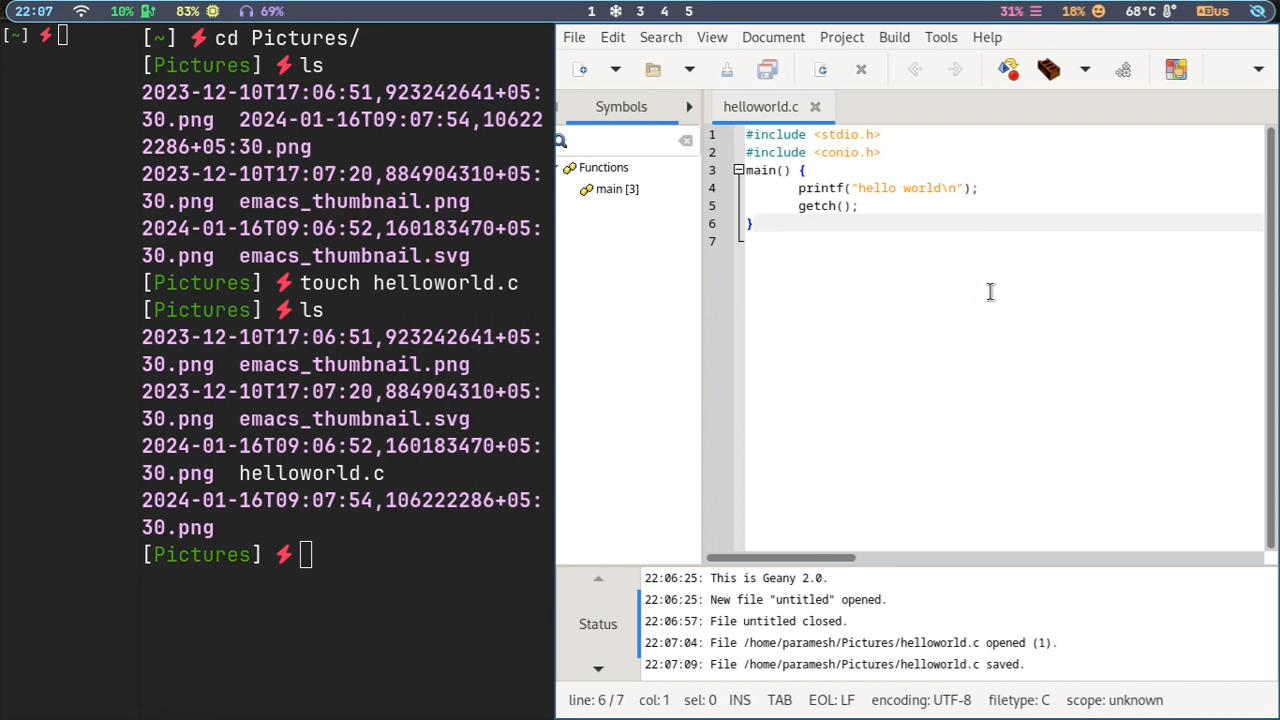 22:07 10% 83% 69% 1 3 4 5 31% 18% 68°C us
[~]
[~] cd Pictures/
[Pictures] ls
2023-12-10T17:06:51,923242641+05:
30.png 2024-01-16T09:07:54,10622
2286+05:30.png
2023-12-10T17:07:20,884904310+05:
30.png emacs_thumbnail.png
2024-01-16T09:06:52,160183470+05:
30.png emacs_thumbnail.svg
[Pictures] touch helloworld.c
[Pictures] ls
2023-12-10T17:06:51,923242641+05:
30.png emacs_thumbnail.png
2023-12-10T17:07:20,884904310+05:
30.png emacs_thumbnail.svg
2024-01-16T09:06:52,160183470+05:
30.png helloworld.c
2024-01-16T09:07:54,106222286+05:
30.png
[Pictures]
File Edit Search View Document Project Build Tools Help
Symbols
Functions
main [3]
helloworld.c
1 #include <stdio.h>
2 #include <conio.h>
3 main() {
4 printf("hello world\n");
5 getch();
6 }
7
Status
22:06:25: This is Geany 2.0.
22:06:25: New file "untitled" opened.
22:06:57: File untitled closed.
22:07:04: File /home/paramesh/Pictures/helloworld.c opened (1).
22:07:09: File /home/paramesh/Pictures/helloworld.c saved.
line: 6 / 7 col: 1 sel: 0 INS TAB EOL: LF encoding: UTF-8 filetype: C scope: unknown